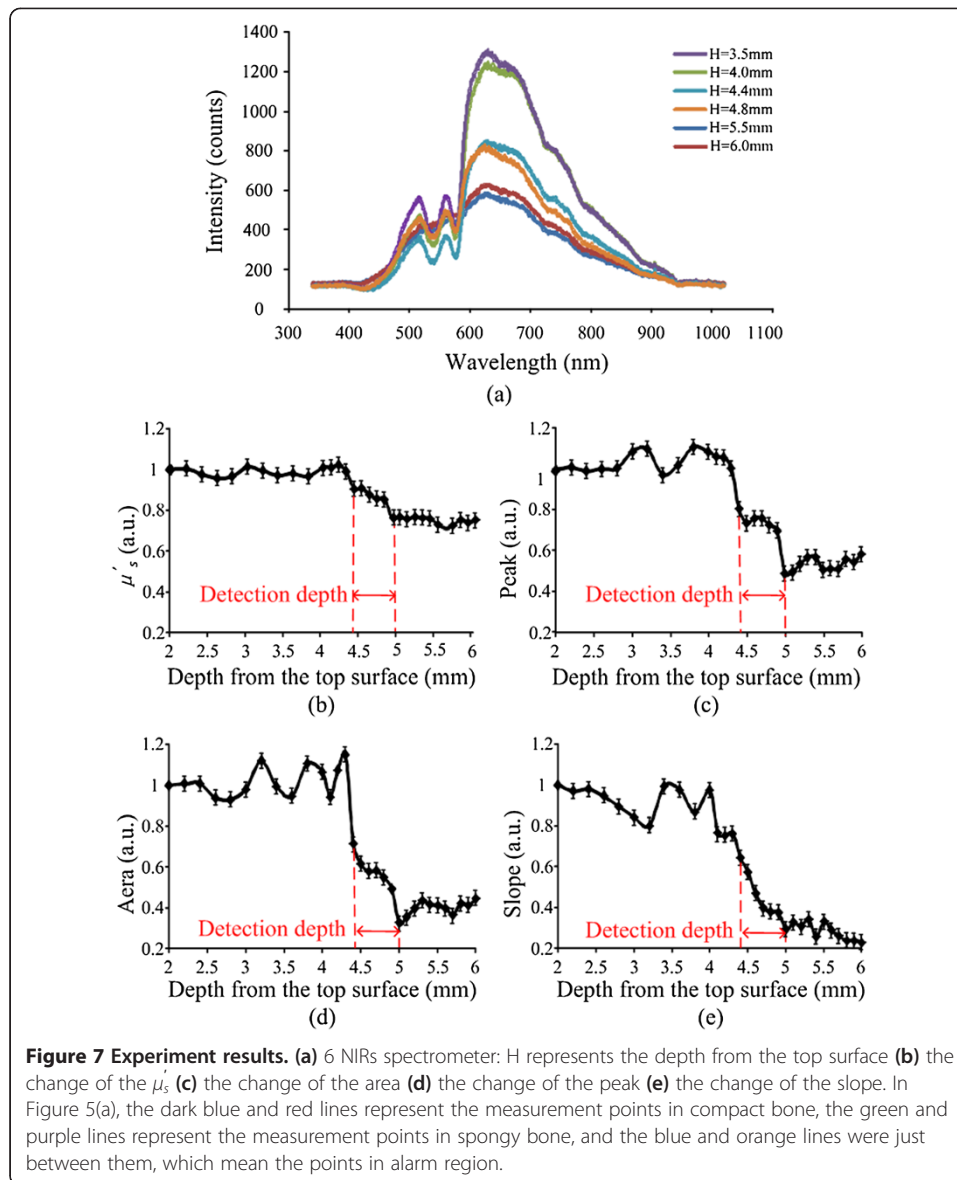 1400
1200
1000
800
600
400
200
0
Intensity (counts)
300 400 500 600 700 800 900 1000 1100
Wavelength (nm)
H=3.5mm
H=4.0mm
H=4.4mm
H=4.8mm
H=5.5mm
H=6.0mm
(a)
1.2
1
0.8
0.6
0.4
0.2
μ's (a.u.)
Detection depth
2 2.5 3 3.5 4 4.5 5 5.5 6
Depth from the top surface (mm)
(b)
1.2
1
0.8
0.6
0.4
0.2
Peak (a.u.)
Detection depth
2 2.5 3 3.5 4 4.5 5 5.5 6
Depth from the top surface (mm)
(c)
1.2
1
0.8
0.6
0.4
0.2
Aera (a.u.)
Detection depth
2 2.5 3 3.5 4 4.5 5 5.5 6
Depth from the top surface (mm)
(d)
1.2
1
0.8
0.6
0.4
0.2
Slope (a.u.)
Detection depth
2 2.5 3 3.5 4 4.5 5 5.5 6
Depth from the top surface (mm)
(e)
Figure 7 Experiment results. (a) 6 NIRs spectrometer: H represents the depth from the top surface (b) the
change of the μ's (c) the change of the area (d) the change of the peak (e) the change of the slope. In
Figure 5(a), the dark blue and red lines represent the measurement points in compact bone, the green and
purple lines represent the measurement points in spongy bone, and the blue and orange lines were just
between them, which mean the points in alarm region.